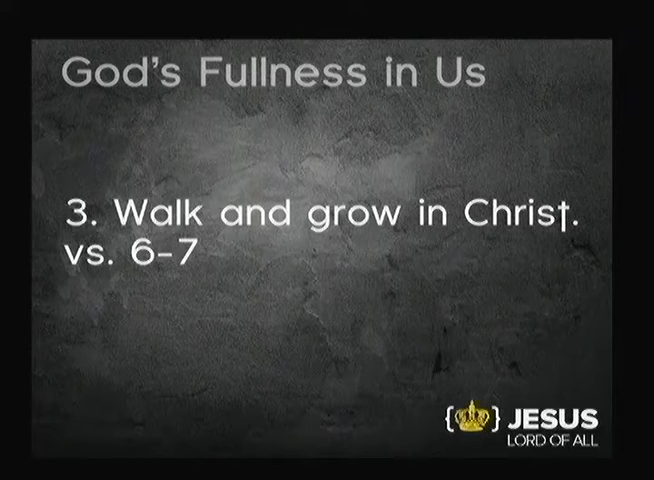 God's Fullness in Us
3. Walk and grow in Christ.
vs. 6-7
{ } JESUS
LORD OF ALL